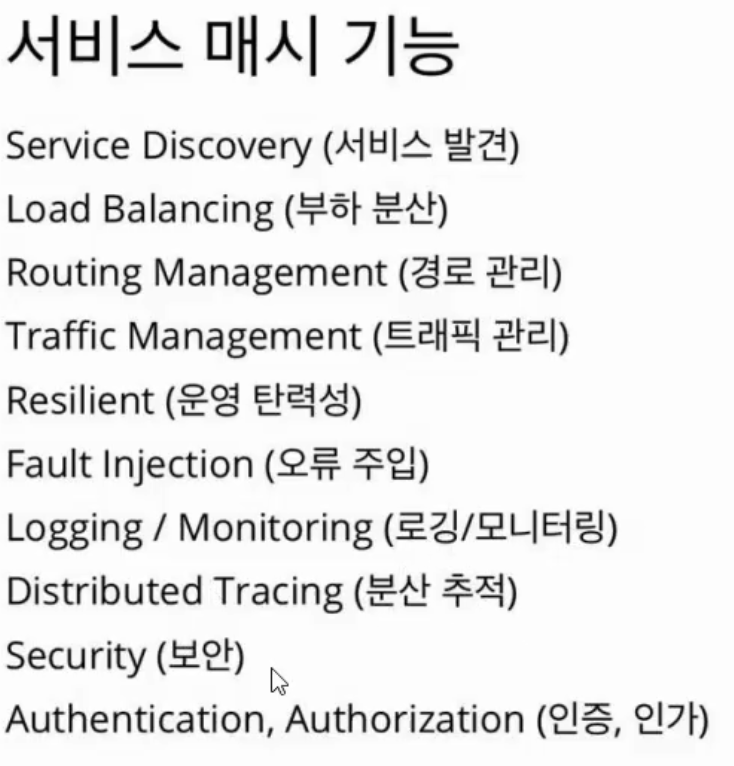 서비스 매시 기능
Service Discovery (서비스 발견)
Load Balancing (부하 분산)
Routing Management (경로 관리)
Traffic Management (트래픽 관리)
Resilient (운영 탄력성)
Fault Injection (오류 주입)
Logging / Monitoring (로깅/모니터링)
Distributed Tracing (분산 추적)
Security (보안)
Authentication, Authorization (인증, 인가)